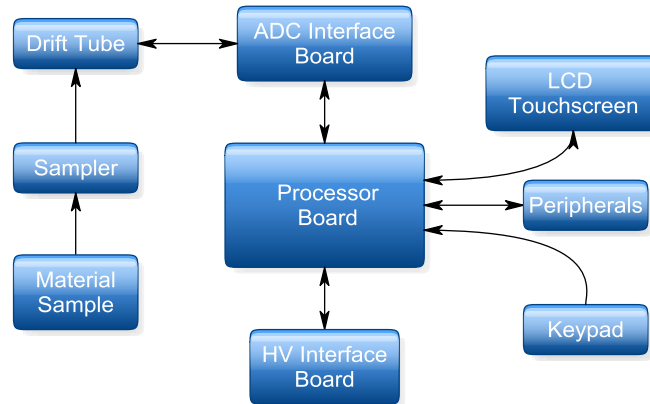 Drift Tube
ADC Interface
Board
LCD
Touchscreen
Sampler
Processor
Board
Peripherals
Material
Sample
Keypad
HV Interface
Board